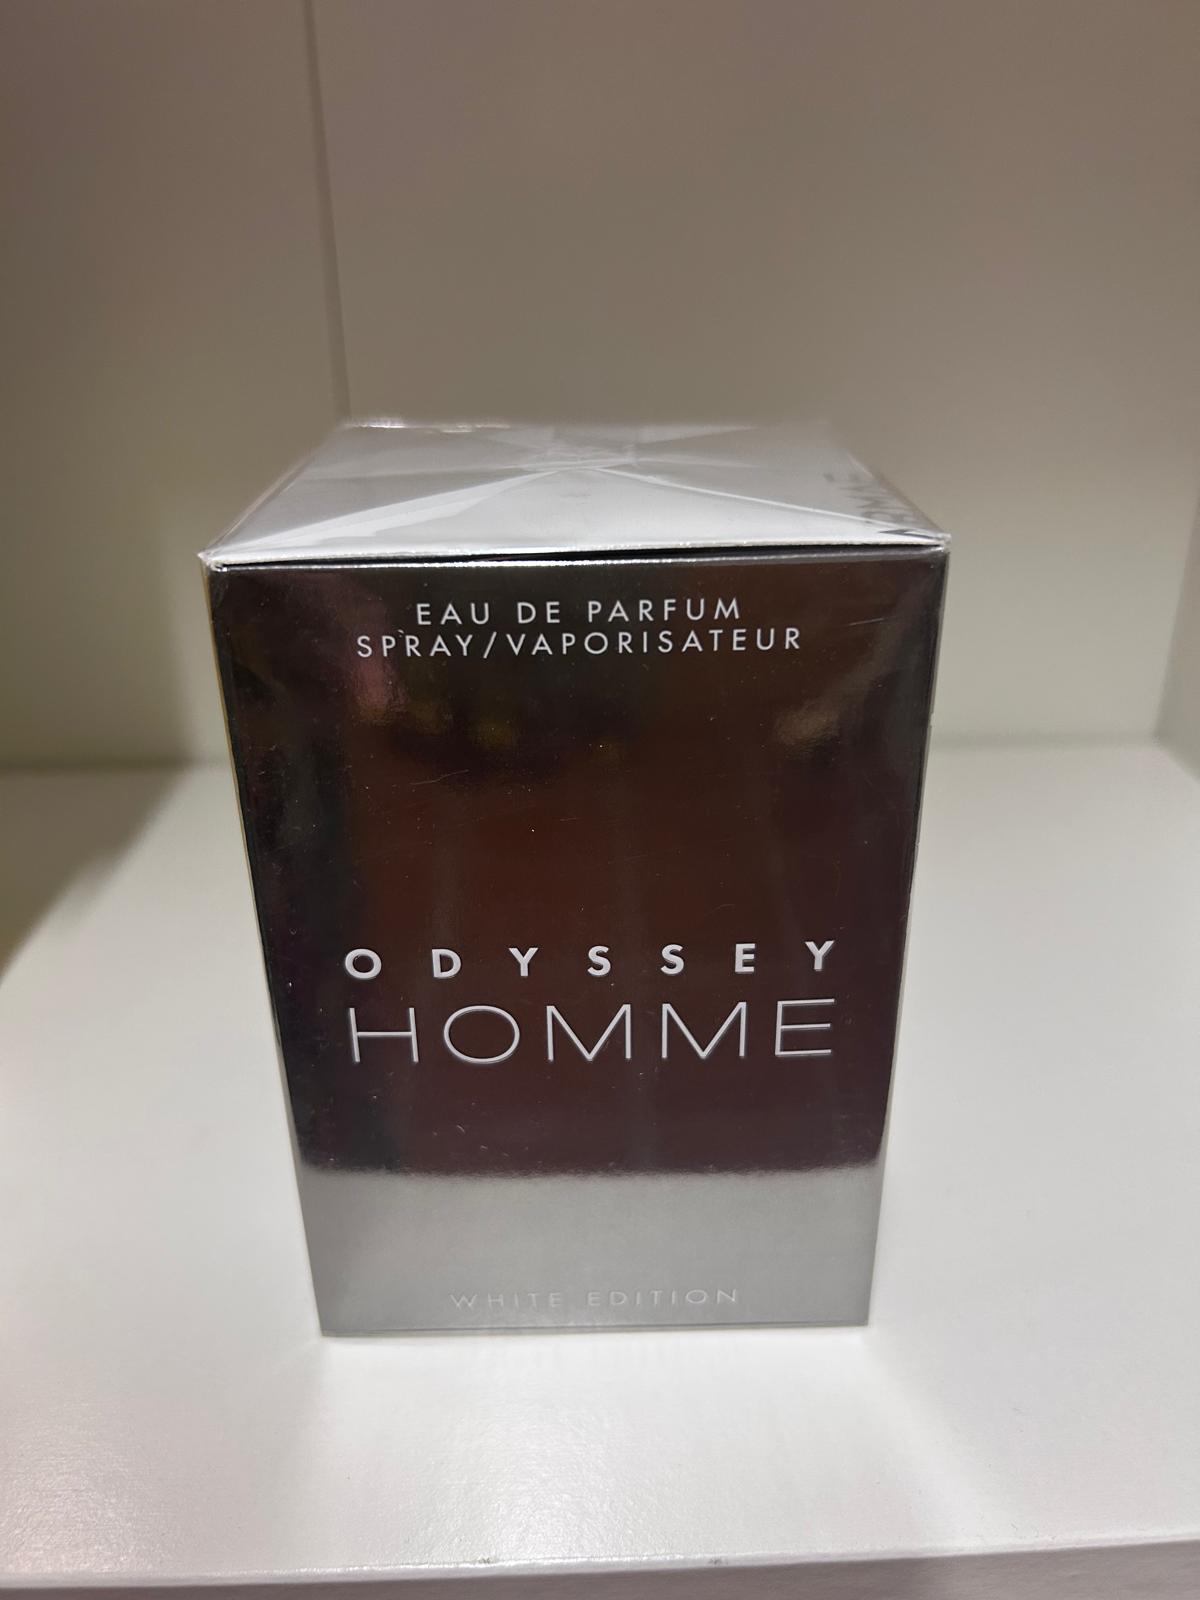 EAU DE PARFUM
SPRAY/VAPORISATEUR
ODYSSEY
HOMME
WHITE EDITION